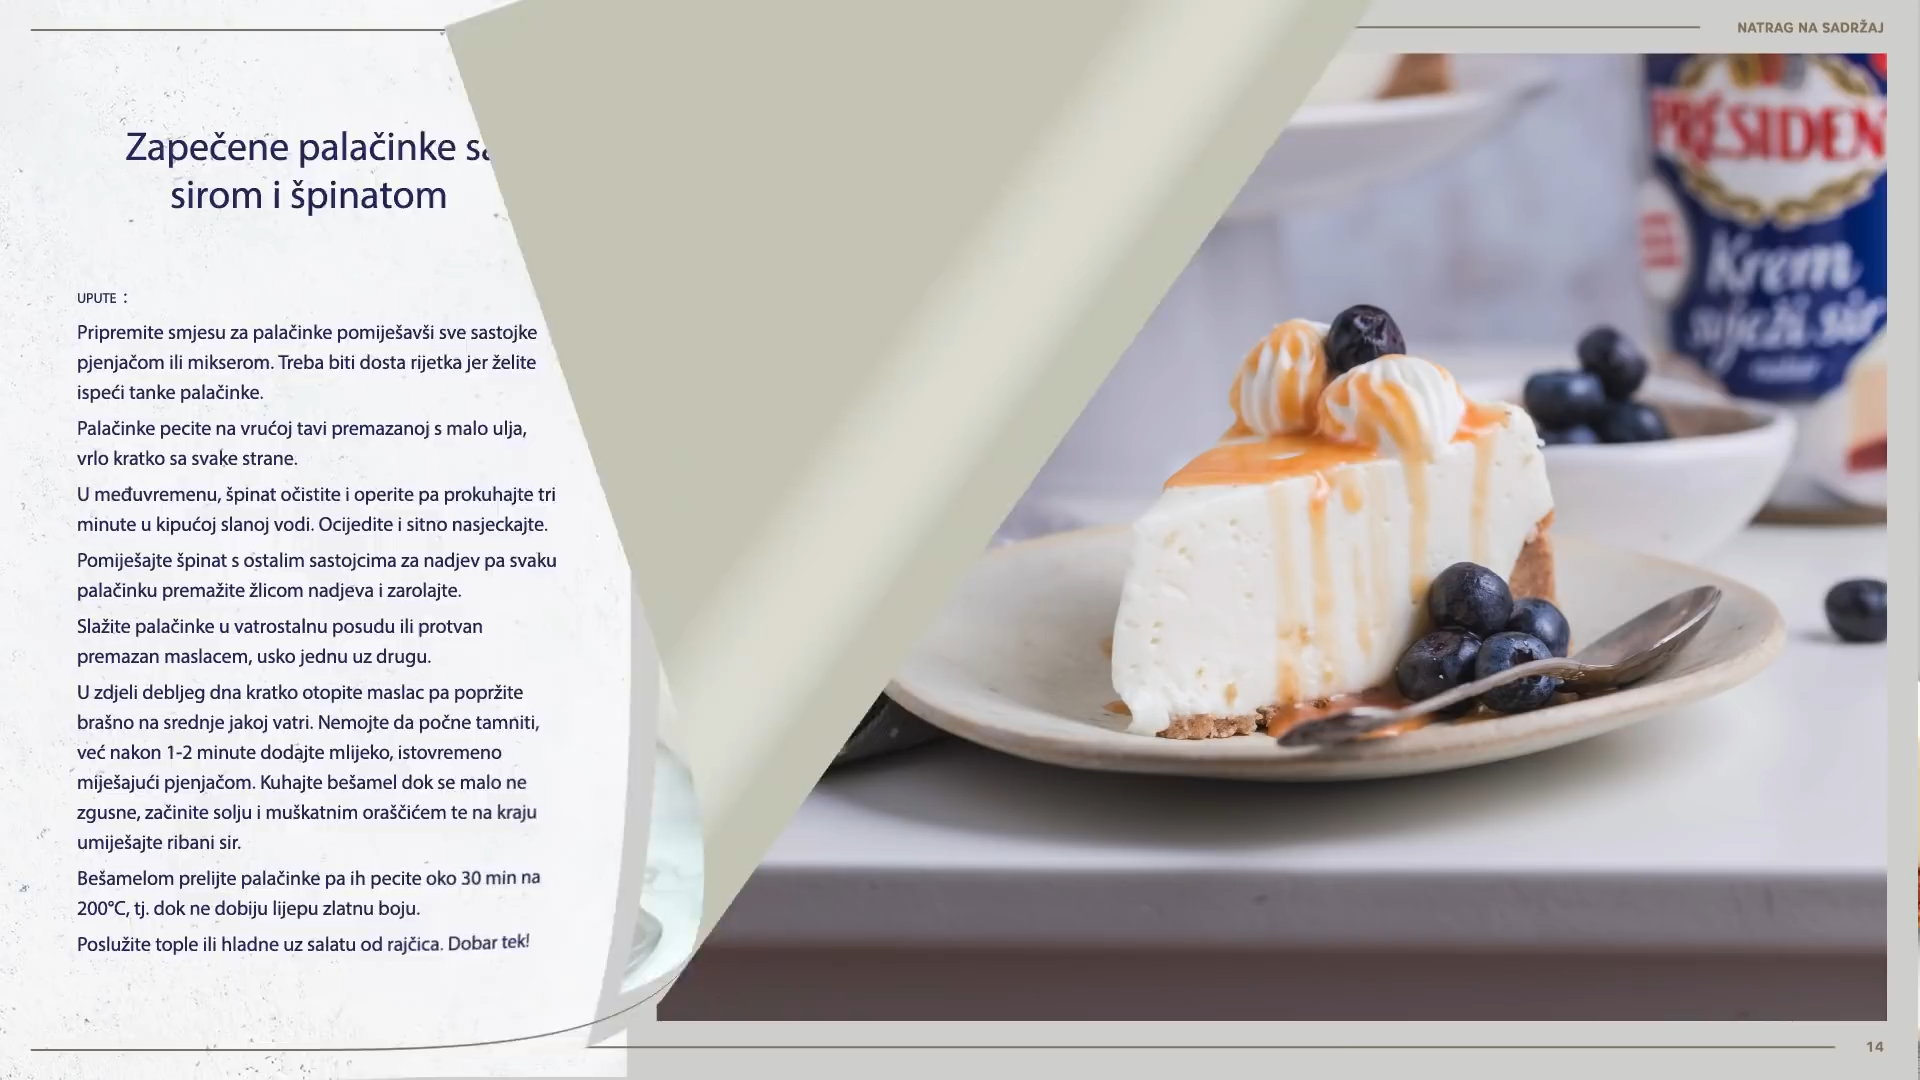 NATRAG NA SADRŽAJ
Zapečene palačinke sa
sirom i špinatom
UPUTE :
Pripremite smjesu za palačinke pomiješavši sve sastojke
pjenjačom ili mikserom. Treba biti dosta rijetka jer želite
ispeći tanke palačinke.
Palačinke pecite na vrućoj tavi premazanoj s malo ulja,
vrlo kratko sa svake strane.
U međuvremenu, špinat očistite i operite pa prokuhajte tri
minute u kipućoj slanoj vodi. Ocijedite i sitno nasjeckajte.
Pomiješajte špinat s ostalim sastojcima za nadjev pa svaku
palačinku premažite žlicom nadjeva i zarolajte.
Slažite palačinke u vatrostalnu posudu ili protvan
premazan maslacem, usko jednu uz drugu.
U zdjeli debljeg dna kratko otopite maslac pa popržite
brašno na srednje jakoj vatri. Nemojte da počne tamniti,
već nakon 1-2 minute dodajte mlijeko, istovremeno
miješajući pjenjačom. Kuhajte bešamel dok se malo ne
zgusne, začinite solju i muškatnim oraščićem te na kraju
umiješajte ribani sir.
Bešamelom prelijte palačinke pa ih pecite oko 30 min na
200°C, tj. dok ne dobiju lijepu zlatnu boju.
Poslužite tople ili hladne uz salatu od rajčica. Dobar tek!
PRÉSIDEN
Krem
svježi sir
14